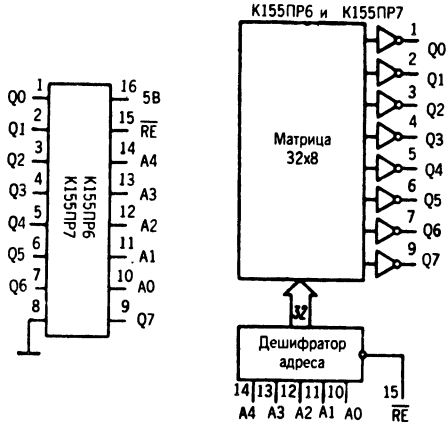 К155ПР6 и К155ПР7
1 Q0
2 Q1
3 Q2
4 Q3
5 Q4
6 Q5
7 Q6
9 Q7
Матрица
32x8
32
Дешифратор
адреса
14 13 12 11 10
A4 A3 A2 A1 A0
15
RE
Q0 1
Q1 2
Q2 3
Q3 4
Q4 5
Q5 6
Q6 7
8
К155ПР6
К155ПР7
16 5В
15 RE
14 A4
13 A3
12 A2
11 A1
10 A0
9 Q7